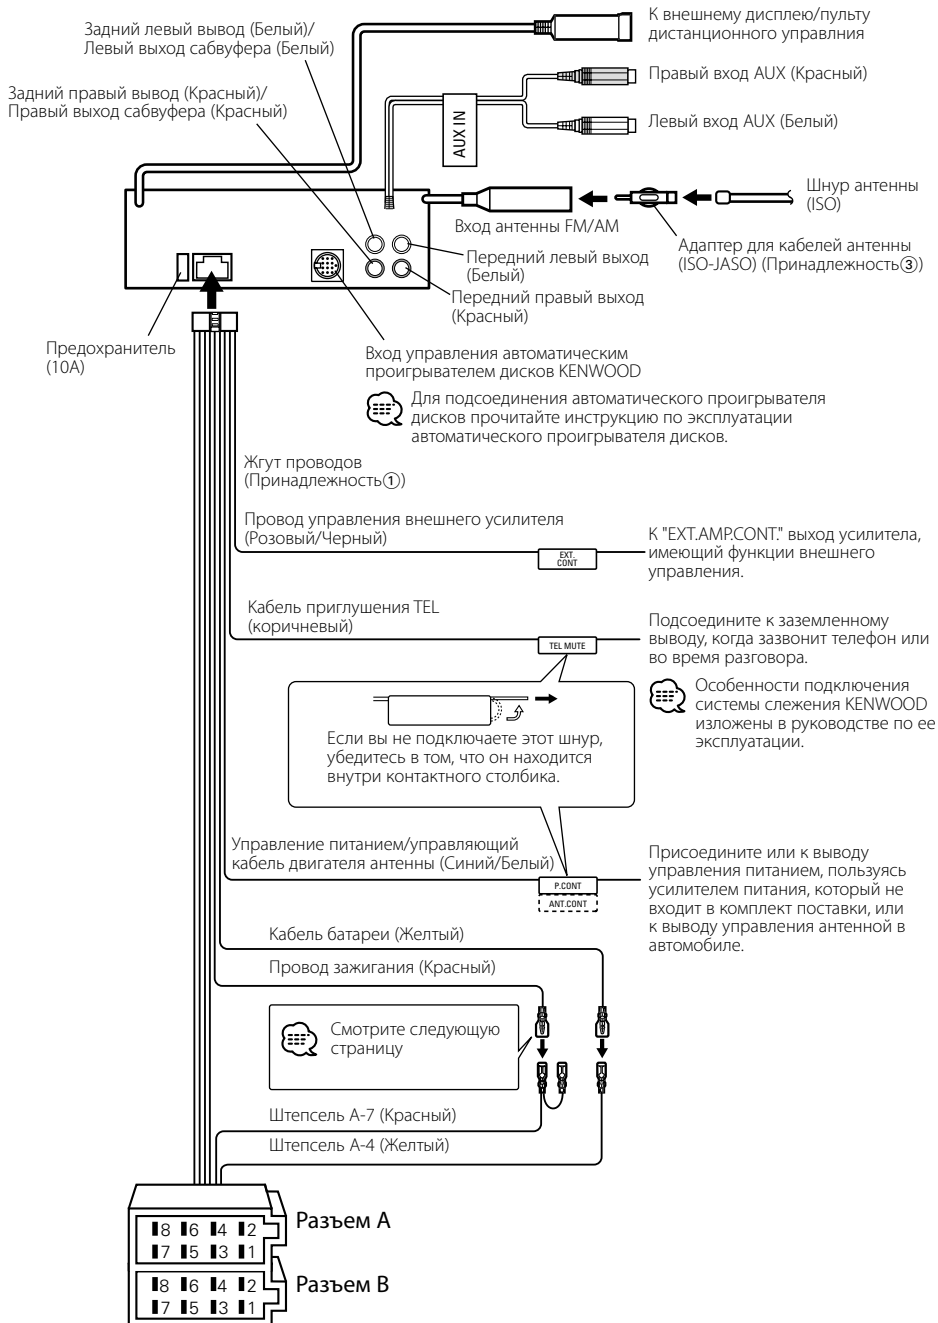 К внешнему дисплею/пульту
дистанционного управлния
Задний левый вывод (Белый)/
Левый выход сабвуфера (Белый)
Правый вход AUX (Красный)
Задний правый вывод (Красный)/
Правый выход сабвуфера (Красный)
AUX IN
Левый вход AUX (Белый)
Шнур антенны
(ISO)
Вход антенны FM/AM
Адаптер для кабелей антенны
(ISO-JASO) (Принадлежность③)
Передний левый выход
(Белый)
Передний правый выход
(Красный)
Предохранитель
(10A)
Вход управления автоматическим
проигрывателем дисков KENWOOD
Для подсоединения автоматического проигрывателя
дисков прочитайте инструкцию по эксплуатации
автоматического проигрывателя дисков.
Жгут проводов
(Принадлежность①)
Провод управления внешнего усилителя
(Розовый/Черный)
EXT.
CONT
К "EXT.AMP.CONT." выход усилитела,
имеющий функции внешнего
управления.
Кабель приглушения TEL
(коричневый)
TEL MUTE
Подсоедините к заземленному
выводу, когда зазвонит телефон или
во время разговора.
Особенности подключения
системы слежения KENWOOD
изложены в руководстве по ее
эксплуатации.
Если вы не подключаете этот шнур,
убедитесь в том, что он находится
внутри контактного столбика.
Управление питанием/управляющий
кабель двигателя антенны (Синий/Белый)
P.CONT
ANT.CONT
Присоедините или к выводу
управления питанием, пользуясь
усилителем питания, который не
входит в комплект поставки, или
к выводу управления антенной в
автомобиле.
Кабель батареи (Желтый)
Провод зажигания (Красный)
Смотрите следующую
страницу
Штепсель A-7 (Красный)
Штепсель A-4 (Желтый)
Разъем A
8 6 4 2
7 5 3 1
Разъем B
8 6 4 2
7 5 3 1